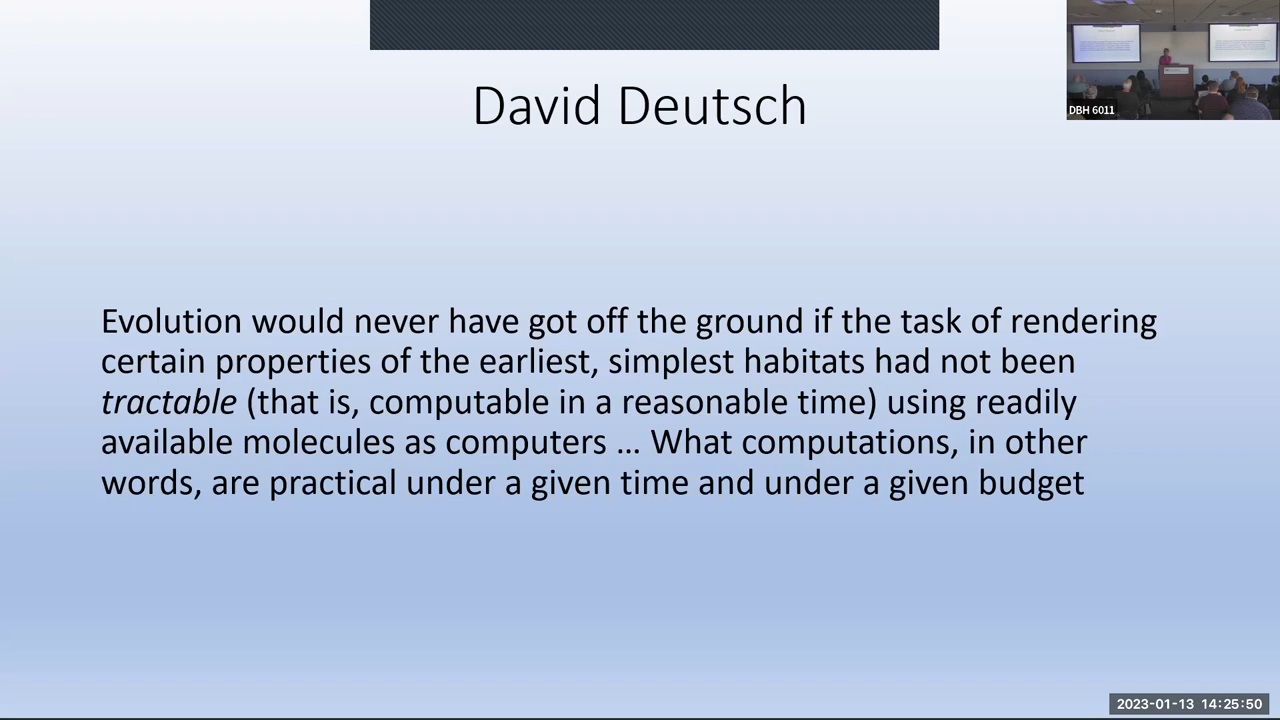 David Deutsch
DBH 6011
Evolution would never have got off the ground if the task of rendering
certain properties of the earliest, simplest habitats had not been
tractable (that is, computable in a reasonable time) using readily
available molecules as computers … What computations, in other
words, are practical under a given time and under a given budget
2023-01-13 14:25:50